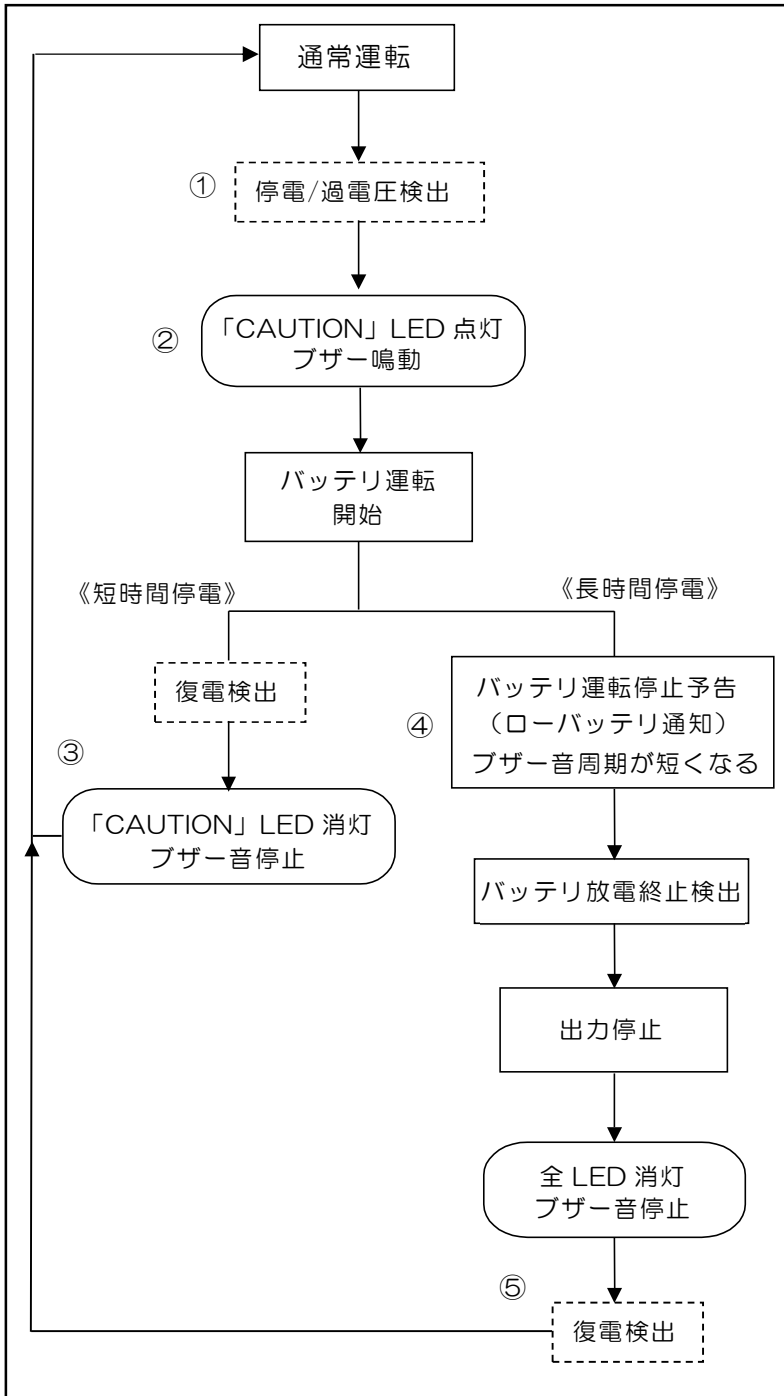 通常運転
①
停電/過電圧検出
②
「CAUTION」LED 点灯
ブザー鳴動
バッテリ運転
開始
《短時間停電》
《長時間停電》
復電検出
③
「CAUTION」LED 消灯
ブザー音停止
④
バッテリ運転停止予告
（ローバッテリ通知）
ブザー音周期が短くなる
バッテリ放電終止検出
出力停止
全 LED 消灯
ブザー音停止
⑤
復電検出